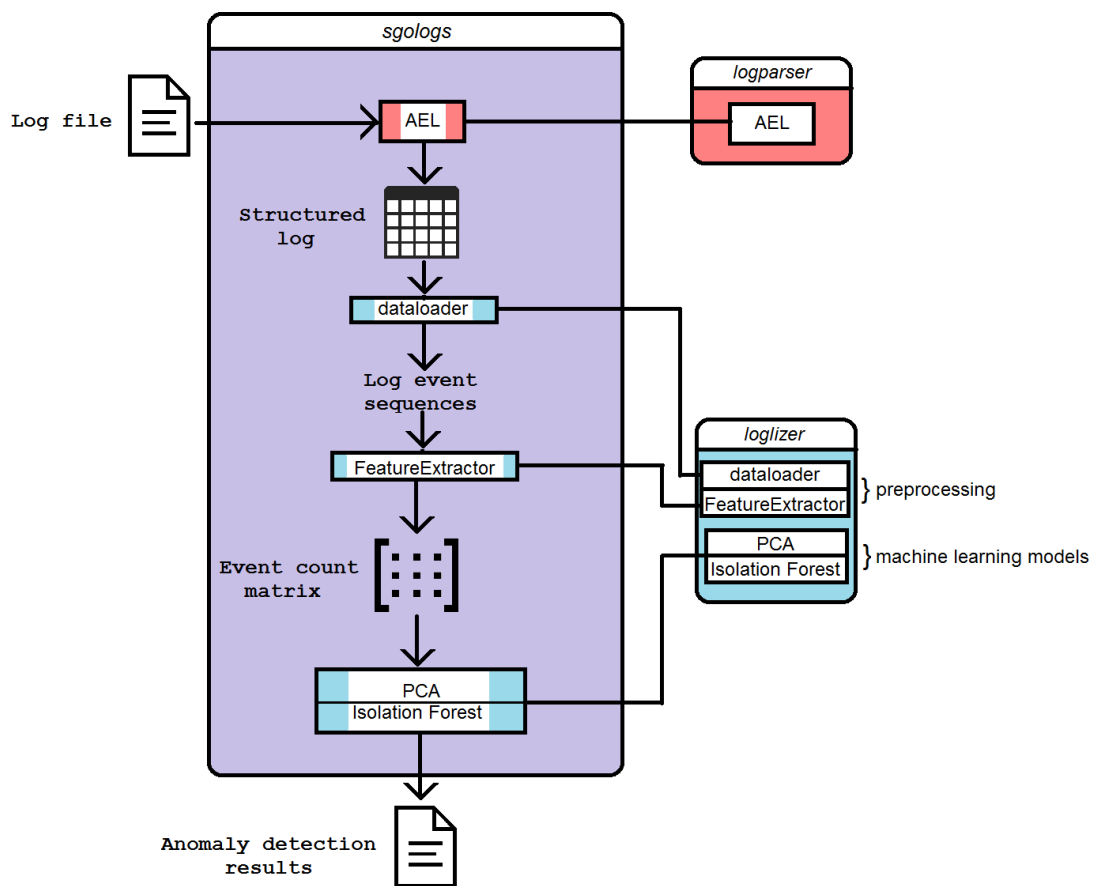 sgologs
logparser
Log file
AEL
AEL
Structured
log
dataloader
Log event
sequences
loglizer
FeatureExtractor
dataloader
FeatureExtractor
} preprocessing
PCA
Isolation Forest
} machine learning models
Event count
matrix
PCA
Isolation Forest
Anomaly detection
results